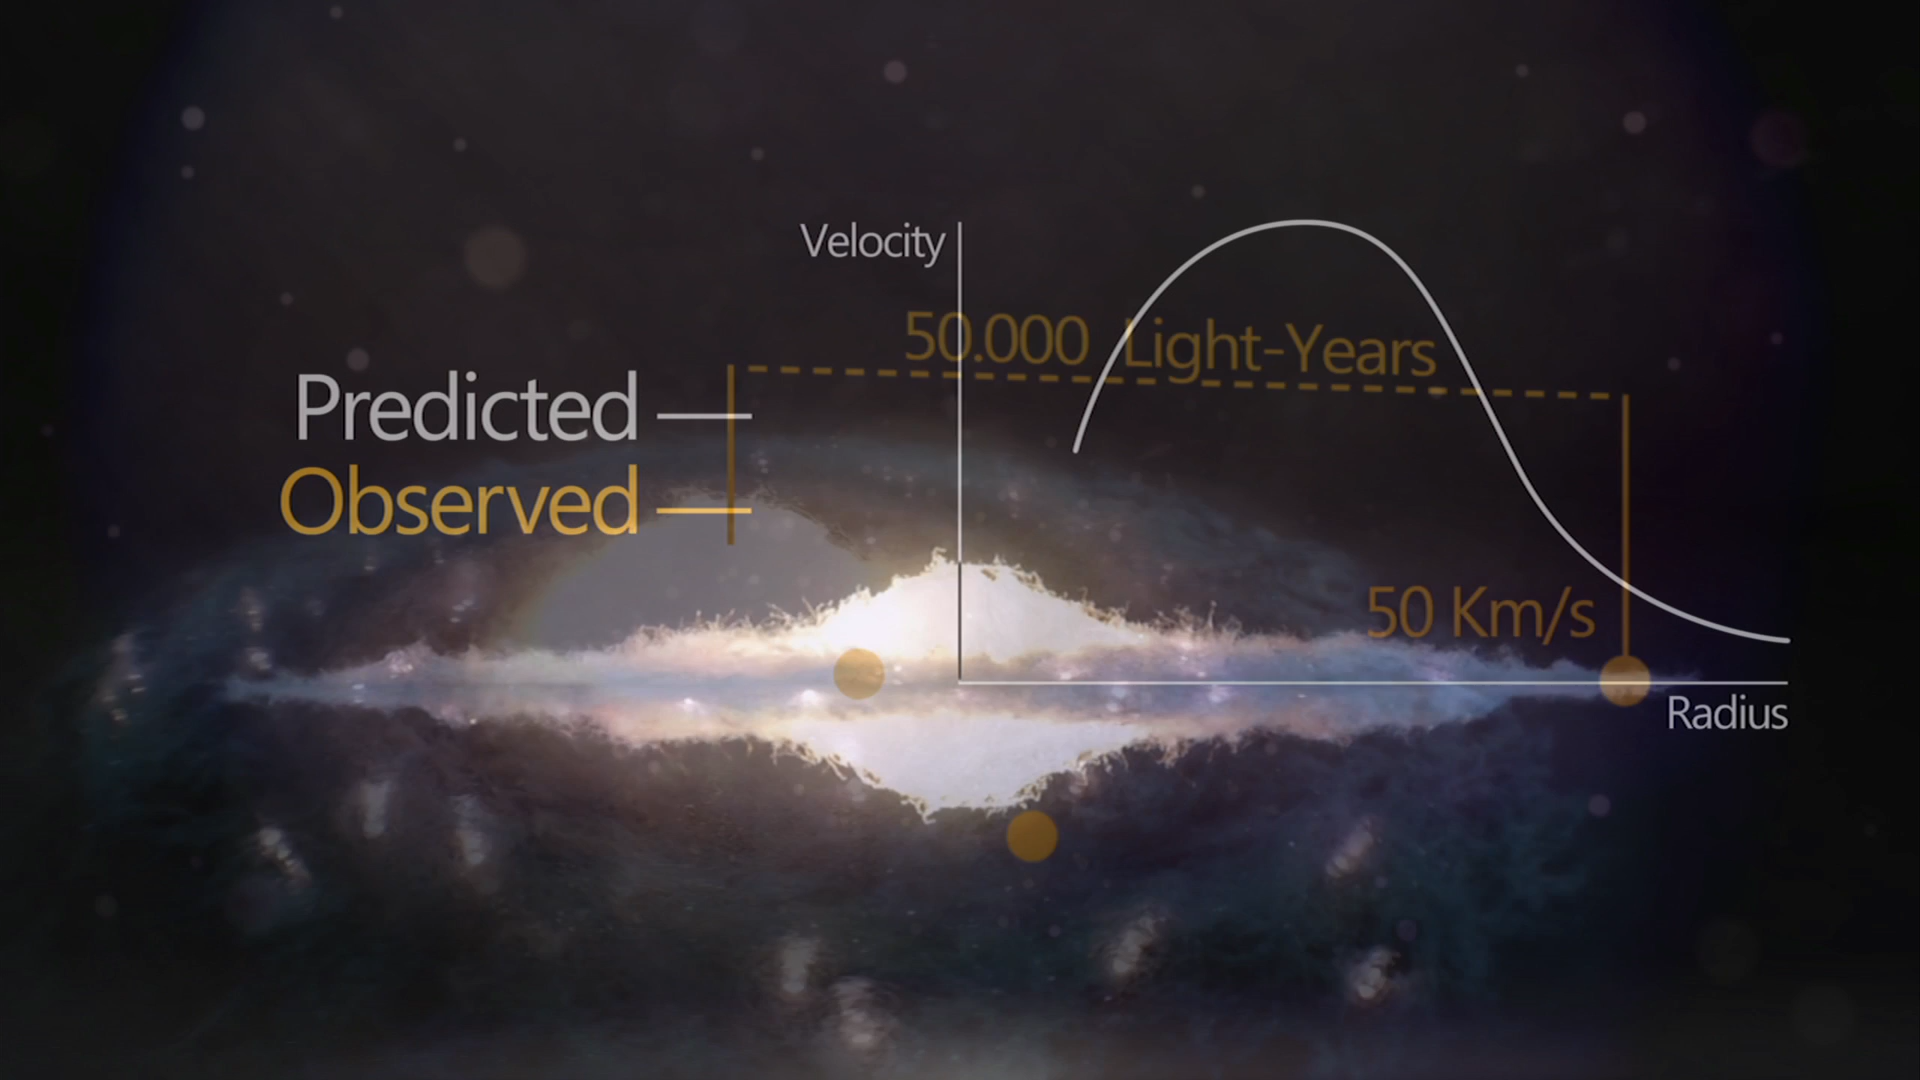 Velocity
50.000 Light-Years
Predicted
Observed
50 Km/s
Radius